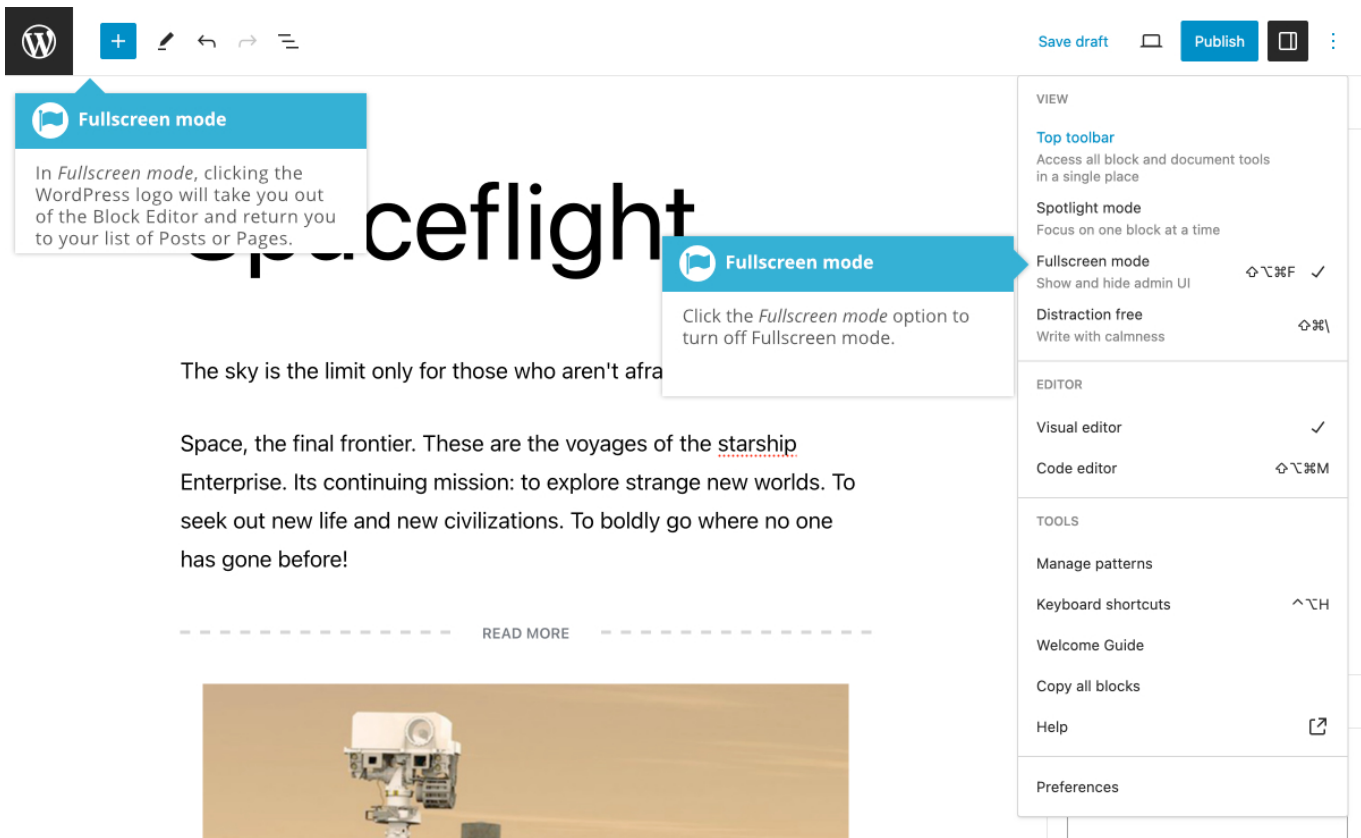 Save draft
Publish
Fullscreen mode
In Fullscreen mode, clicking the
WordPress logo will take you out
of the Block Editor and return you
to your list of Posts or Pages.
ceflight
Fullscreen mode
Click the Fullscreen mode option to
turn off Fullscreen mode.
The sky is the limit only for those who aren't afra
Space, the final frontier. These are the voyages of the starship
Enterprise. Its continuing mission: to explore strange new worlds. To
seek out new life and new civilizations. To boldly go where no one
has gone before!
READ MORE
VIEW
Top toolbar
Access all block and document tools
in a single place
Spotlight mode
Focus on one block at a time
Fullscreen mode ⇧⌥⌘F ✓
Show and hide admin UI
Distraction free ⇧⌘\
Write with calmness
EDITOR
Visual editor ✓
Code editor ⇧⌥⌘M
TOOLS
Manage patterns
Keyboard shortcuts ^⌥H
Welcome Guide
Copy all blocks
Help
Preferences